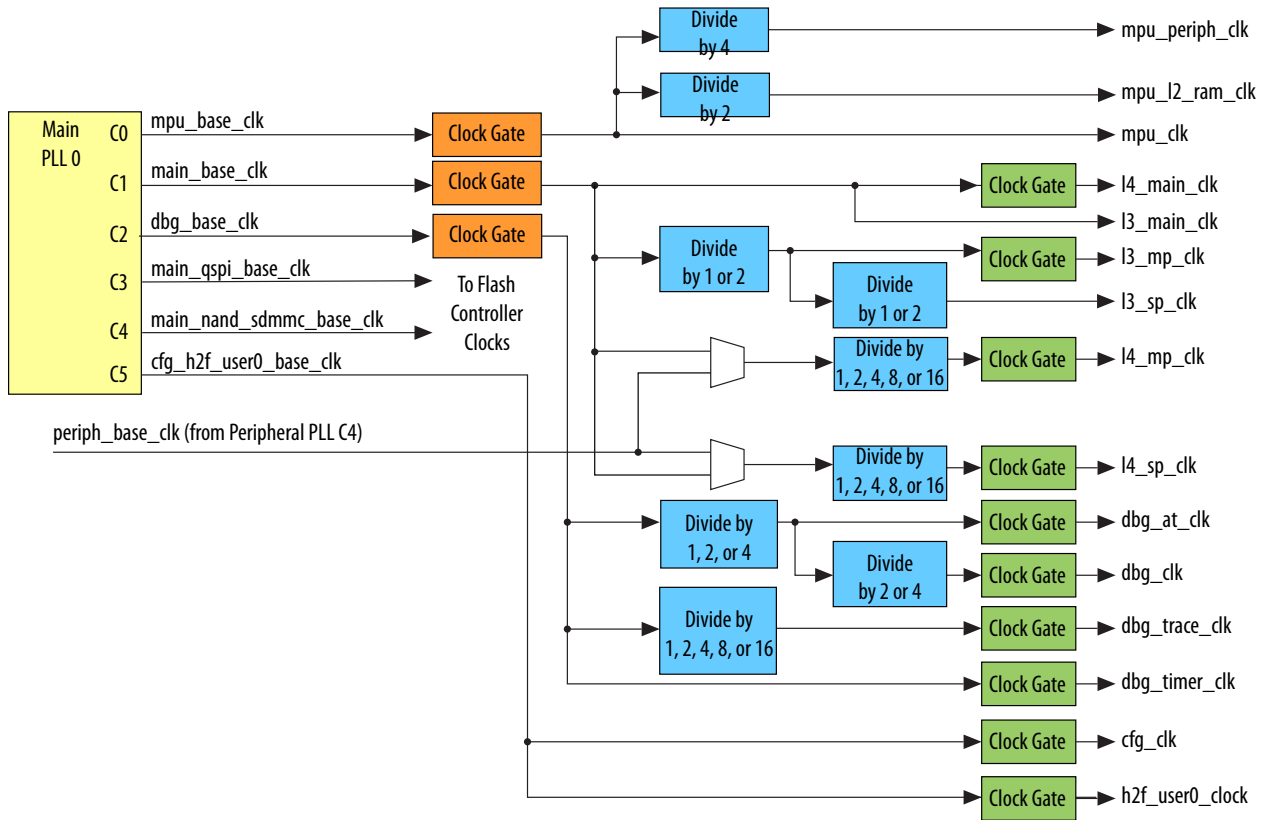 Divide
by 4
mpu_periph_clk
Divide
by 2
mpu_l2_ram_clk
Main
PLL 0
C0
mpu_base_clk
Clock Gate
mpu_clk
C1
main_base_clk
Clock Gate
Clock Gate
l4_main_clk
l3_main_clk
C2
dbg_base_clk
Clock Gate
Divide
by 1 or 2
Clock Gate
l3_mp_clk
C3
main_qspi_base_clk
To Flash
Controller
Clocks
Divide
by 1 or 2
l3_sp_clk
C4
main_nand_sdmmc_base_clk
C5
cfg_h2f_user0_base_clk
Divide by
1, 2, 4, 8, or 16
Clock Gate
l4_mp_clk
periph_base_clk (from Peripheral PLL C4)
Divide by
1, 2, 4, 8, or 16
Clock Gate
l4_sp_clk
Divide by
1, 2, or 4
Clock Gate
dbg_at_clk
Divide
by 2 or 4
Clock Gate
dbg_clk
Divide by
1, 2, 4, 8, or 16
Clock Gate
dbg_trace_clk
Clock Gate
dbg_timer_clk
Clock Gate
cfg_clk
Clock Gate
h2f_user0_clock